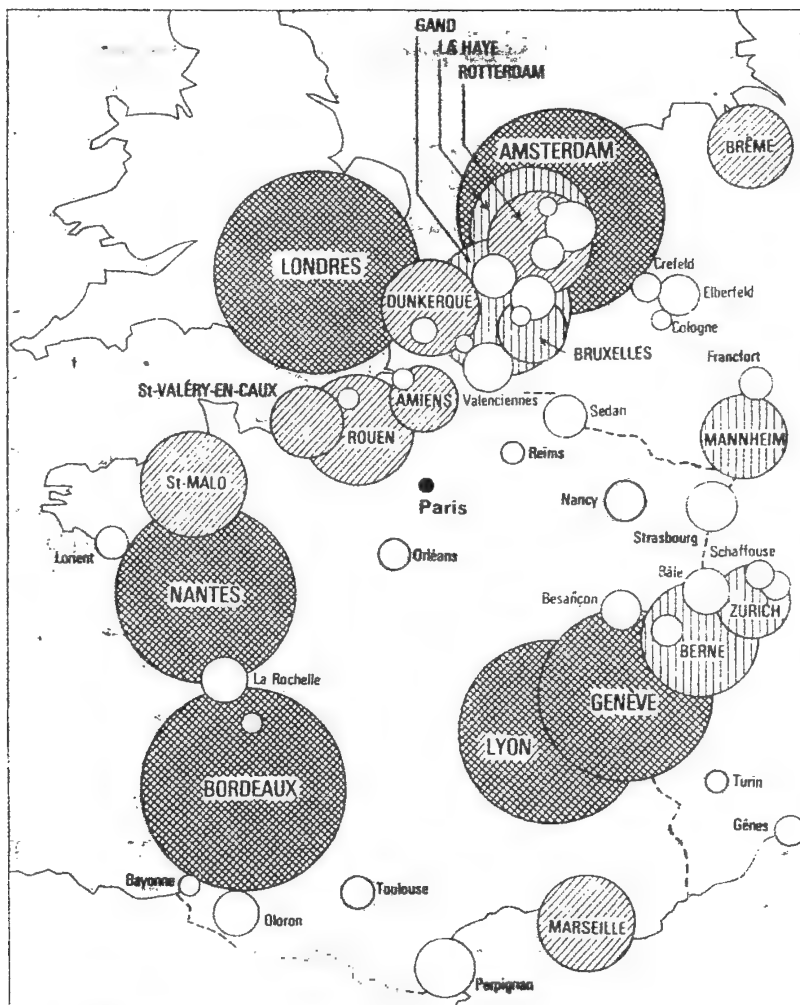 GAND
LA HAYE
ROTTERDAM
AMSTERDAM
BRÊME
LONDRES
DUNKERQUE
Crefeld
Elberfeld
Cologne
BRUXELLES
Francfort
St-VALÉRY-EN-CAUX
AMIENS
Valenciennes
Sedan
ROUEN
MANNHEIM
Reims
St-MALO
Paris
Nancy
Strasbourg
Lorient
Orléans
Schaffouse
Bâle
NANTES
Besançon
ZURICH
BERNE
La Rochelle
GENÈVE
LYON
Turin
BORDEAUX
Gênes
Bayonne
Toulouse
Oloron
MARSEILLE
Perpignan